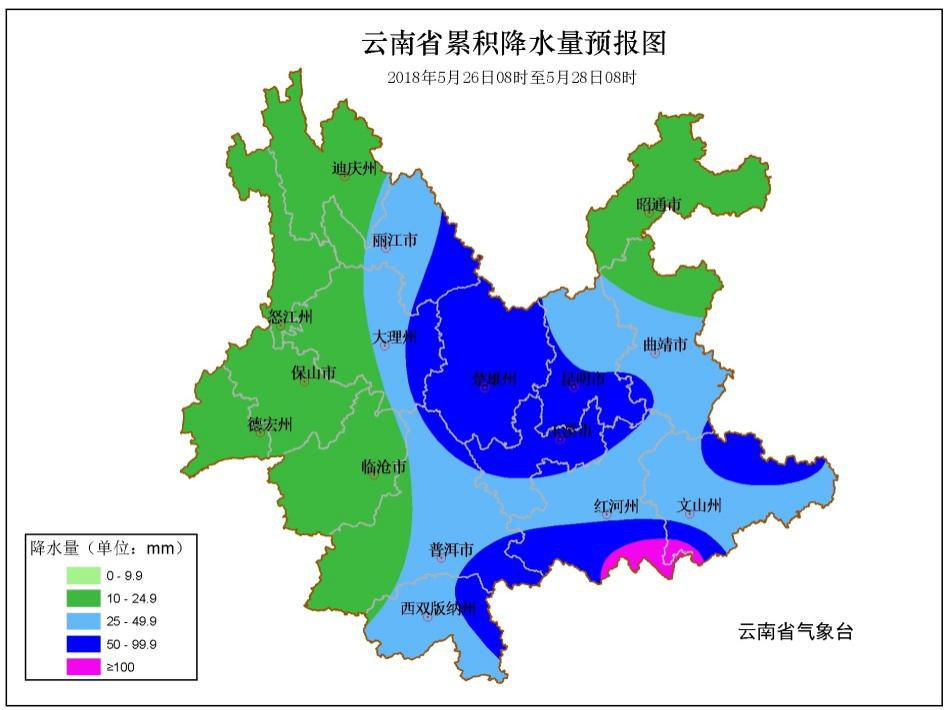 云南省累积降水量预报图
2018年5月26日08时至5月28日08时
迪庆州
昭通市
丽江市
怒江州
大理州
曲靖市
保山市
楚雄州
昆明市
德宏州
玉溪市
临沧市
红河州
文山州
普洱市
西双版纳州
降水量（单位：mm）
0 - 9.9
10 - 24.9
25 - 49.9
50 - 99.9
≥100
云南省气象台